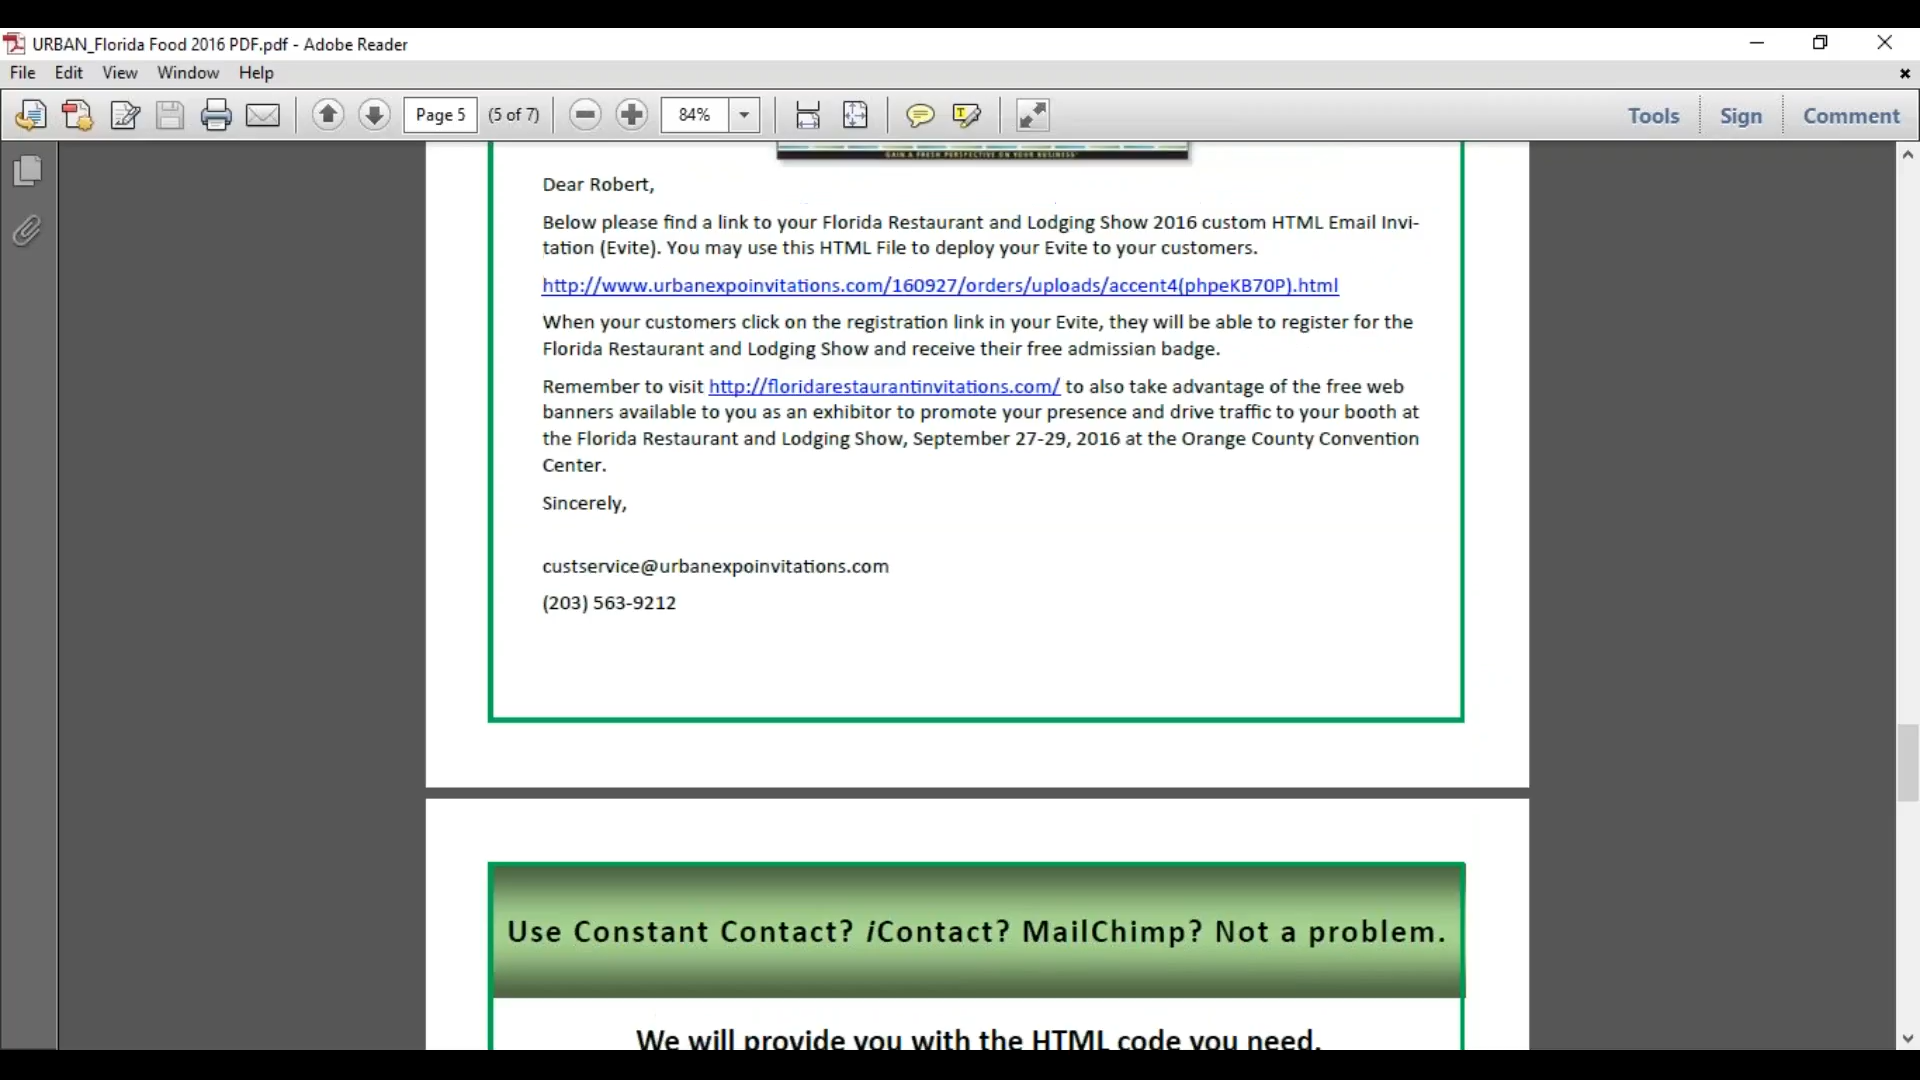 URBAN_Florida Food 2016 PDF.pdf - Adobe Reader
File Edit View Window Help
Page 5 (5 of 7) 84% Tools Sign Comment
GAIN A FRESH PERSPECTIVE ON YOUR BUSINESS
Dear Robert,
Below please find a link to your Florida Restaurant and Lodging Show 2016 custom HTML Email Invi-
tation (Evite). You may use this HTML File to deploy your Evite to your customers.
http://www.urbanexpoinvitations.com/160927/orders/uploads/accent4(phpeKB70P).html
When your customers click on the registration link in your Evite, they will be able to register for the
Florida Restaurant and Lodging Show and receive their free admissian badge.
Remember to visit http://floridarestaurantinvitations.com/ to also take advantage of the free web
banners available to you as an exhibitor to promote your presence and drive traffic to your booth at
the Florida Restaurant and Lodging Show, September 27-29, 2016 at the Orange County Convention
Center.
Sincerely,
custservice@urbanexpoinvitations.com
(203) 563-9212
Use Constant Contact? iContact? MailChimp? Not a problem.
We will provide you with the HTML code you need.